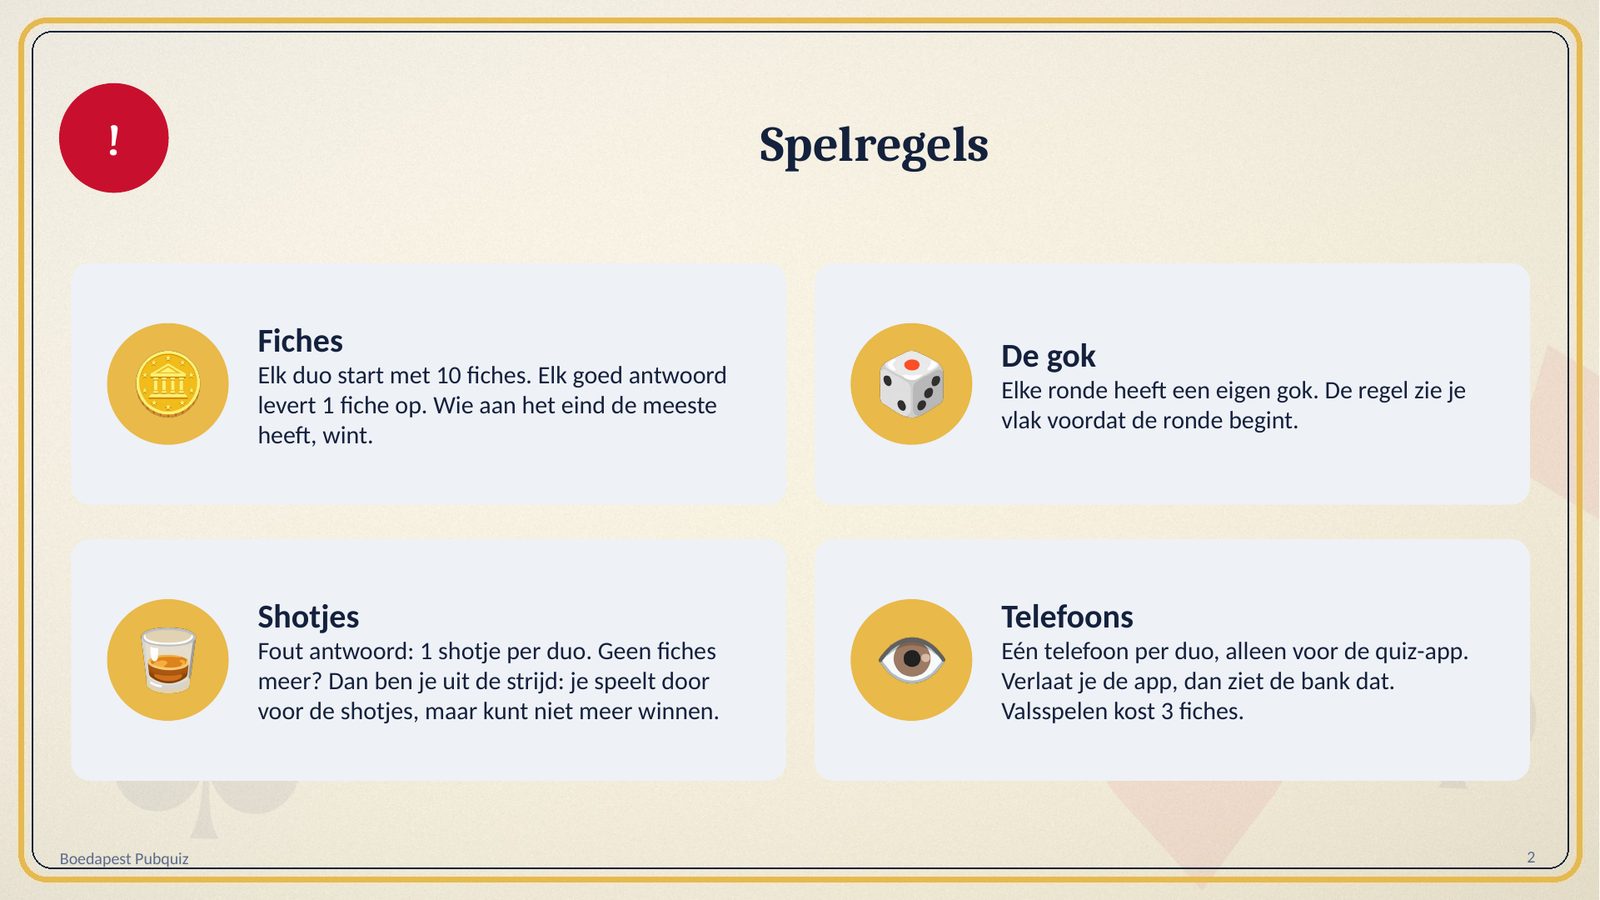 !
Spelregels
Fiches
Elk duo start met 10 fiches. Elk goed antwoord
levert 1 fiche op. Wie aan het eind de meeste
heeft, wint.
De gok
Elke ronde heeft een eigen gok. De regel zie je
vlak voordat de ronde begint.
Shotjes
Fout antwoord: 1 shotje per duo. Geen fiches
meer? Dan ben je uit de strijd: je speelt door
voor de shotjes, maar kunt niet meer winnen.
Telefoons
Eén telefoon per duo, alleen voor de quiz-app.
Verlaat je de app, dan ziet de bank dat.
Valsspelen kost 3 fiches.
Boedapest Pubquiz
2